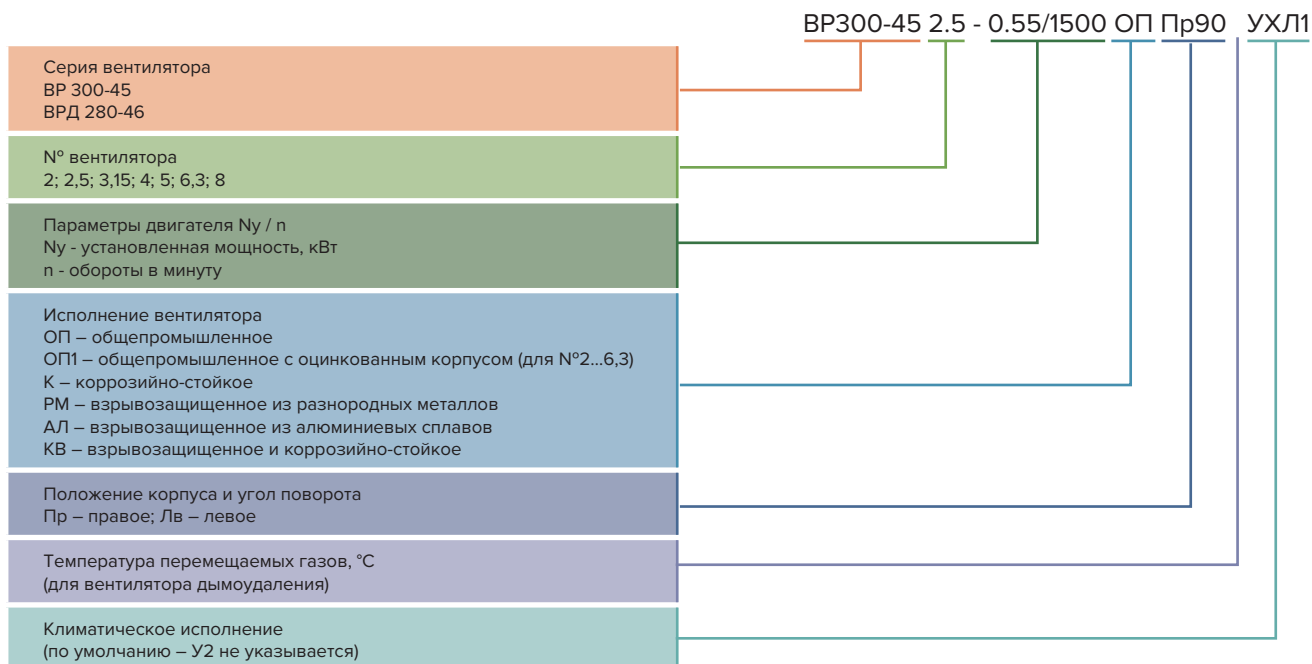 ВР300-45 2.5 - 0.55/1500 ОП Пр90 УХЛ1
Серия вентилятора
ВР 300-45
ВРД 280-46
Nº вентилятора
2; 2,5; 3,15; 4; 5; 6,3; 8
Параметры двигателя Ny / n
Ny - установленная мощность, кВт
n - обороты в минуту
Исполнение вентилятора
ОП – общепромышленное
ОП1 – общепромышленное с оцинкованным корпусом (для Nº2...6,3)
К – коррозийно-стойкое
РМ – взрывозащищенное из разнородных металлов
АЛ – взрывозащищенное из алюминиевых сплавов
КВ – взрывозащищенное и коррозийно-стойкое
Положение корпуса и угол поворота
Пр – правое; Лв – левое
Температура перемещаемых газов, °С
(для вентилятора дымоудаления)
Климатическое исполнение
(по умолчанию – У2 не указывается)